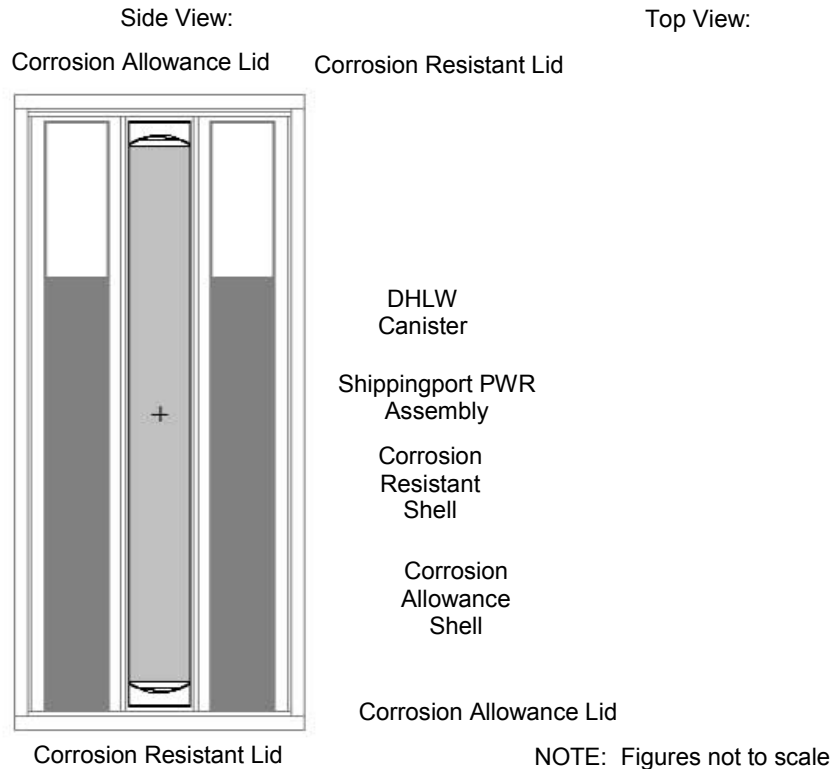 Side View:
Top View:
Corrosion Allowance Lid
Corrosion Resistant Lid
DHLW
Canister
Shippingport PWR
Assembly
Corrosion
Resistant
Shell
Corrosion
Allowance
Shell
Corrosion Allowance Lid
Corrosion Resistant Lid
NOTE: Figures not to scale